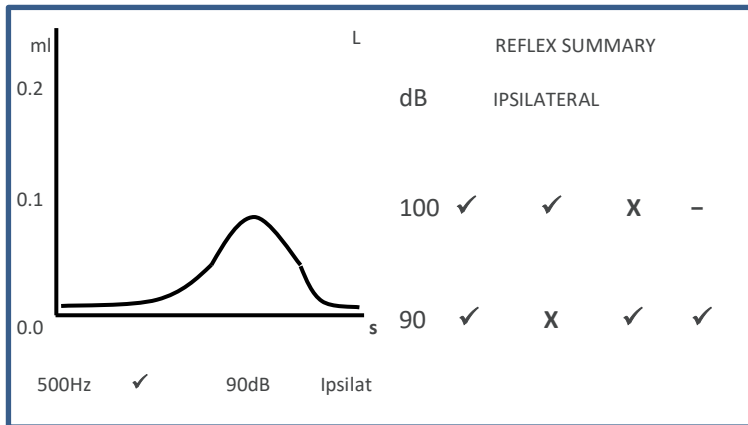 ml
L
0.2
0.1
0.0
s
500Hz ✓ 90dB Ipsilat
REFLEX SUMMARY
dB IPSILATERAL
100 ✓ ✓ X –
90 ✓ X ✓ ✓